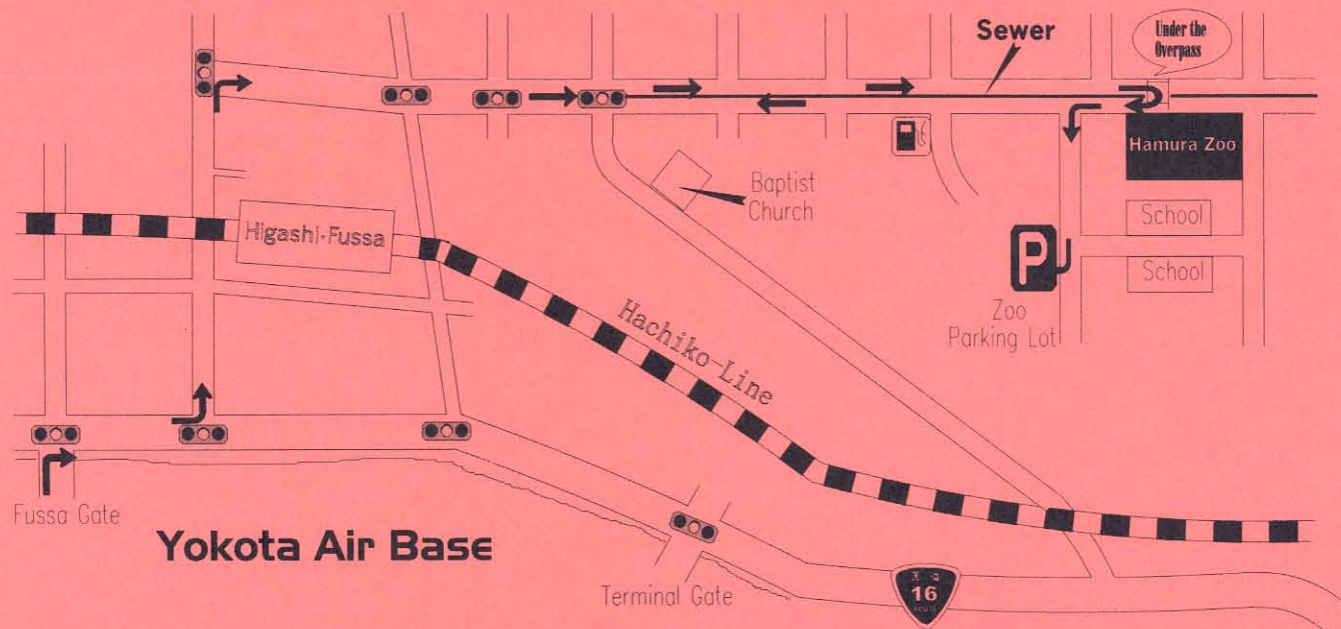 Sewer
Under the
Overpass
Hamura Zoo
Baptist
Church
School
Higashi-Fussa
P
School
Zoo
Parking Lot
Hachiko-Line
Fussa Gate
Yokota Air Base
Terminal Gate
16
ROUTE